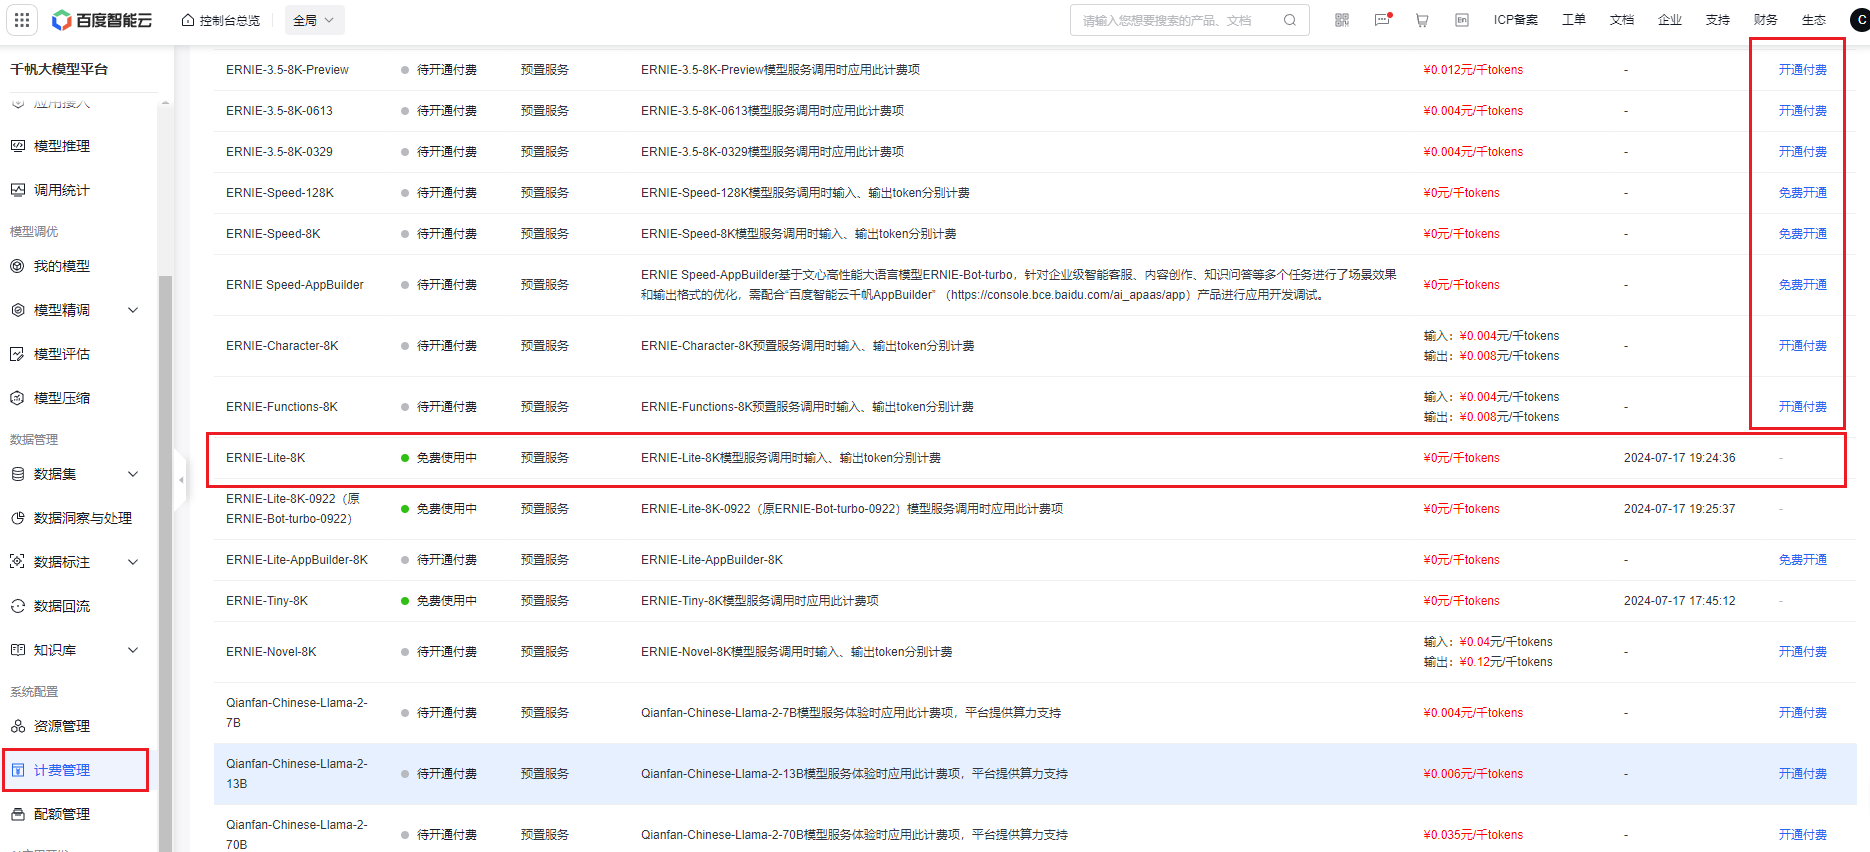 百度智能云
控制台总览
全局
请输入您想要搜索的产品、文档
En
ICP备案
工单
文档
企业
支持
财务
生态
C
千帆大模型平台
应用接入
模型推理
调用统计
模型调优
我的模型
模型精调
模型评估
模型压缩
数据管理
数据集
数据洞察与处理
数据标注
数据回流
知识库
系统配置
资源管理
计费管理
配额管理
ERNIE-3.5-8K-Preview 待开通付费 预置服务 ERNIE-3.5-8K-Preview模型服务调用时应用此计费项 ¥0.012元/千tokens - 开通付费
ERNIE-3.5-8K-0613 待开通付费 预置服务 ERNIE-3.5-8K-0613模型服务调用时应用此计费项 ¥0.004元/千tokens - 开通付费
ERNIE-3.5-8K-0329 待开通付费 预置服务 ERNIE-3.5-8K-0329模型服务调用时应用此计费项 ¥0.004元/千tokens - 开通付费
ERNIE-Speed-128K 待开通付费 预置服务 ERNIE-Speed-128K模型服务调用时输入、输出token分别计费 ¥0元/千tokens - 免费开通
ERNIE-Speed-8K 待开通付费 预置服务 ERNIE-Speed-8K模型服务调用时输入、输出token分别计费 ¥0元/千tokens - 免费开通
ERNIE Speed-AppBuilder 待开通付费 预置服务 ERNIE Speed-AppBuilder基于文心高性能大语言模型ERNIE-Bot-turbo，针对企业级智能客服、内容创作、知识问答等多个任务进行了场景效果
和输出格式的优化，需配合“百度智能云千帆AppBuilder”（https://console.bce.baidu.com/ai_apaas/app）产品进行应用开发调试。 ¥0元/千tokens - 免费开通
ERNIE-Character-8K 待开通付费 预置服务 ERNIE-Character-8K预置服务调用时输入、输出token分别计费 输入：¥0.004元/千tokens
输出：¥0.008元/千tokens - 开通付费
ERNIE-Functions-8K 待开通付费 预置服务 ERNIE-Functions-8K预置服务调用时输入、输出token分别计费 输入：¥0.004元/千tokens
输出：¥0.008元/千tokens - 开通付费
ERNIE-Lite-8K 免费使用中 预置服务 ERNIE-Lite-8K模型服务调用时输入、输出token分别计费 ¥0元/千tokens 2024-07-17 19:24:36 -
ERNIE-Lite-8K-0922（原
ERNIE-Bot-turbo-0922） 免费使用中 预置服务 ERNIE-Lite-8K-0922（原ERNIE-Bot-turbo-0922）模型服务调用时应用此计费项 ¥0元/千tokens 2024-07-17 19:25:37 -
ERNIE-Lite-AppBuilder-8K 待开通付费 预置服务 ERNIE-Lite-AppBuilder-8K ¥0元/千tokens - 免费开通
ERNIE-Tiny-8K 免费使用中 预置服务 ERNIE-Tiny-8K模型服务调用时应用此计费项 ¥0元/千tokens 2024-07-17 17:45:12 -
ERNIE-Novel-8K 待开通付费 预置服务 ERNIE-Novel-8K模型服务调用时输入、输出token分别计费 输入：¥0.04元/千tokens
输出：¥0.12元/千tokens - 开通付费
Qianfan-Chinese-Llama-2-
7B 待开通付费 预置服务 Qianfan-Chinese-Llama-2-7B模型服务体验时应用此计费项，平台提供算力支持 ¥0.004元/千tokens - 开通付费
Qianfan-Chinese-Llama-2-
13B 待开通付费 预置服务 Qianfan-Chinese-Llama-2-13B模型服务体验时应用此计费项，平台提供算力支持 ¥0.006元/千tokens - 开通付费
Qianfan-Chinese-Llama-2-
70B 待开通付费 预置服务 Qianfan-Chinese-Llama-2-70B模型服务体验时应用此计费项，平台提供算力支持 ¥0.035元/千tokens - 开通付费